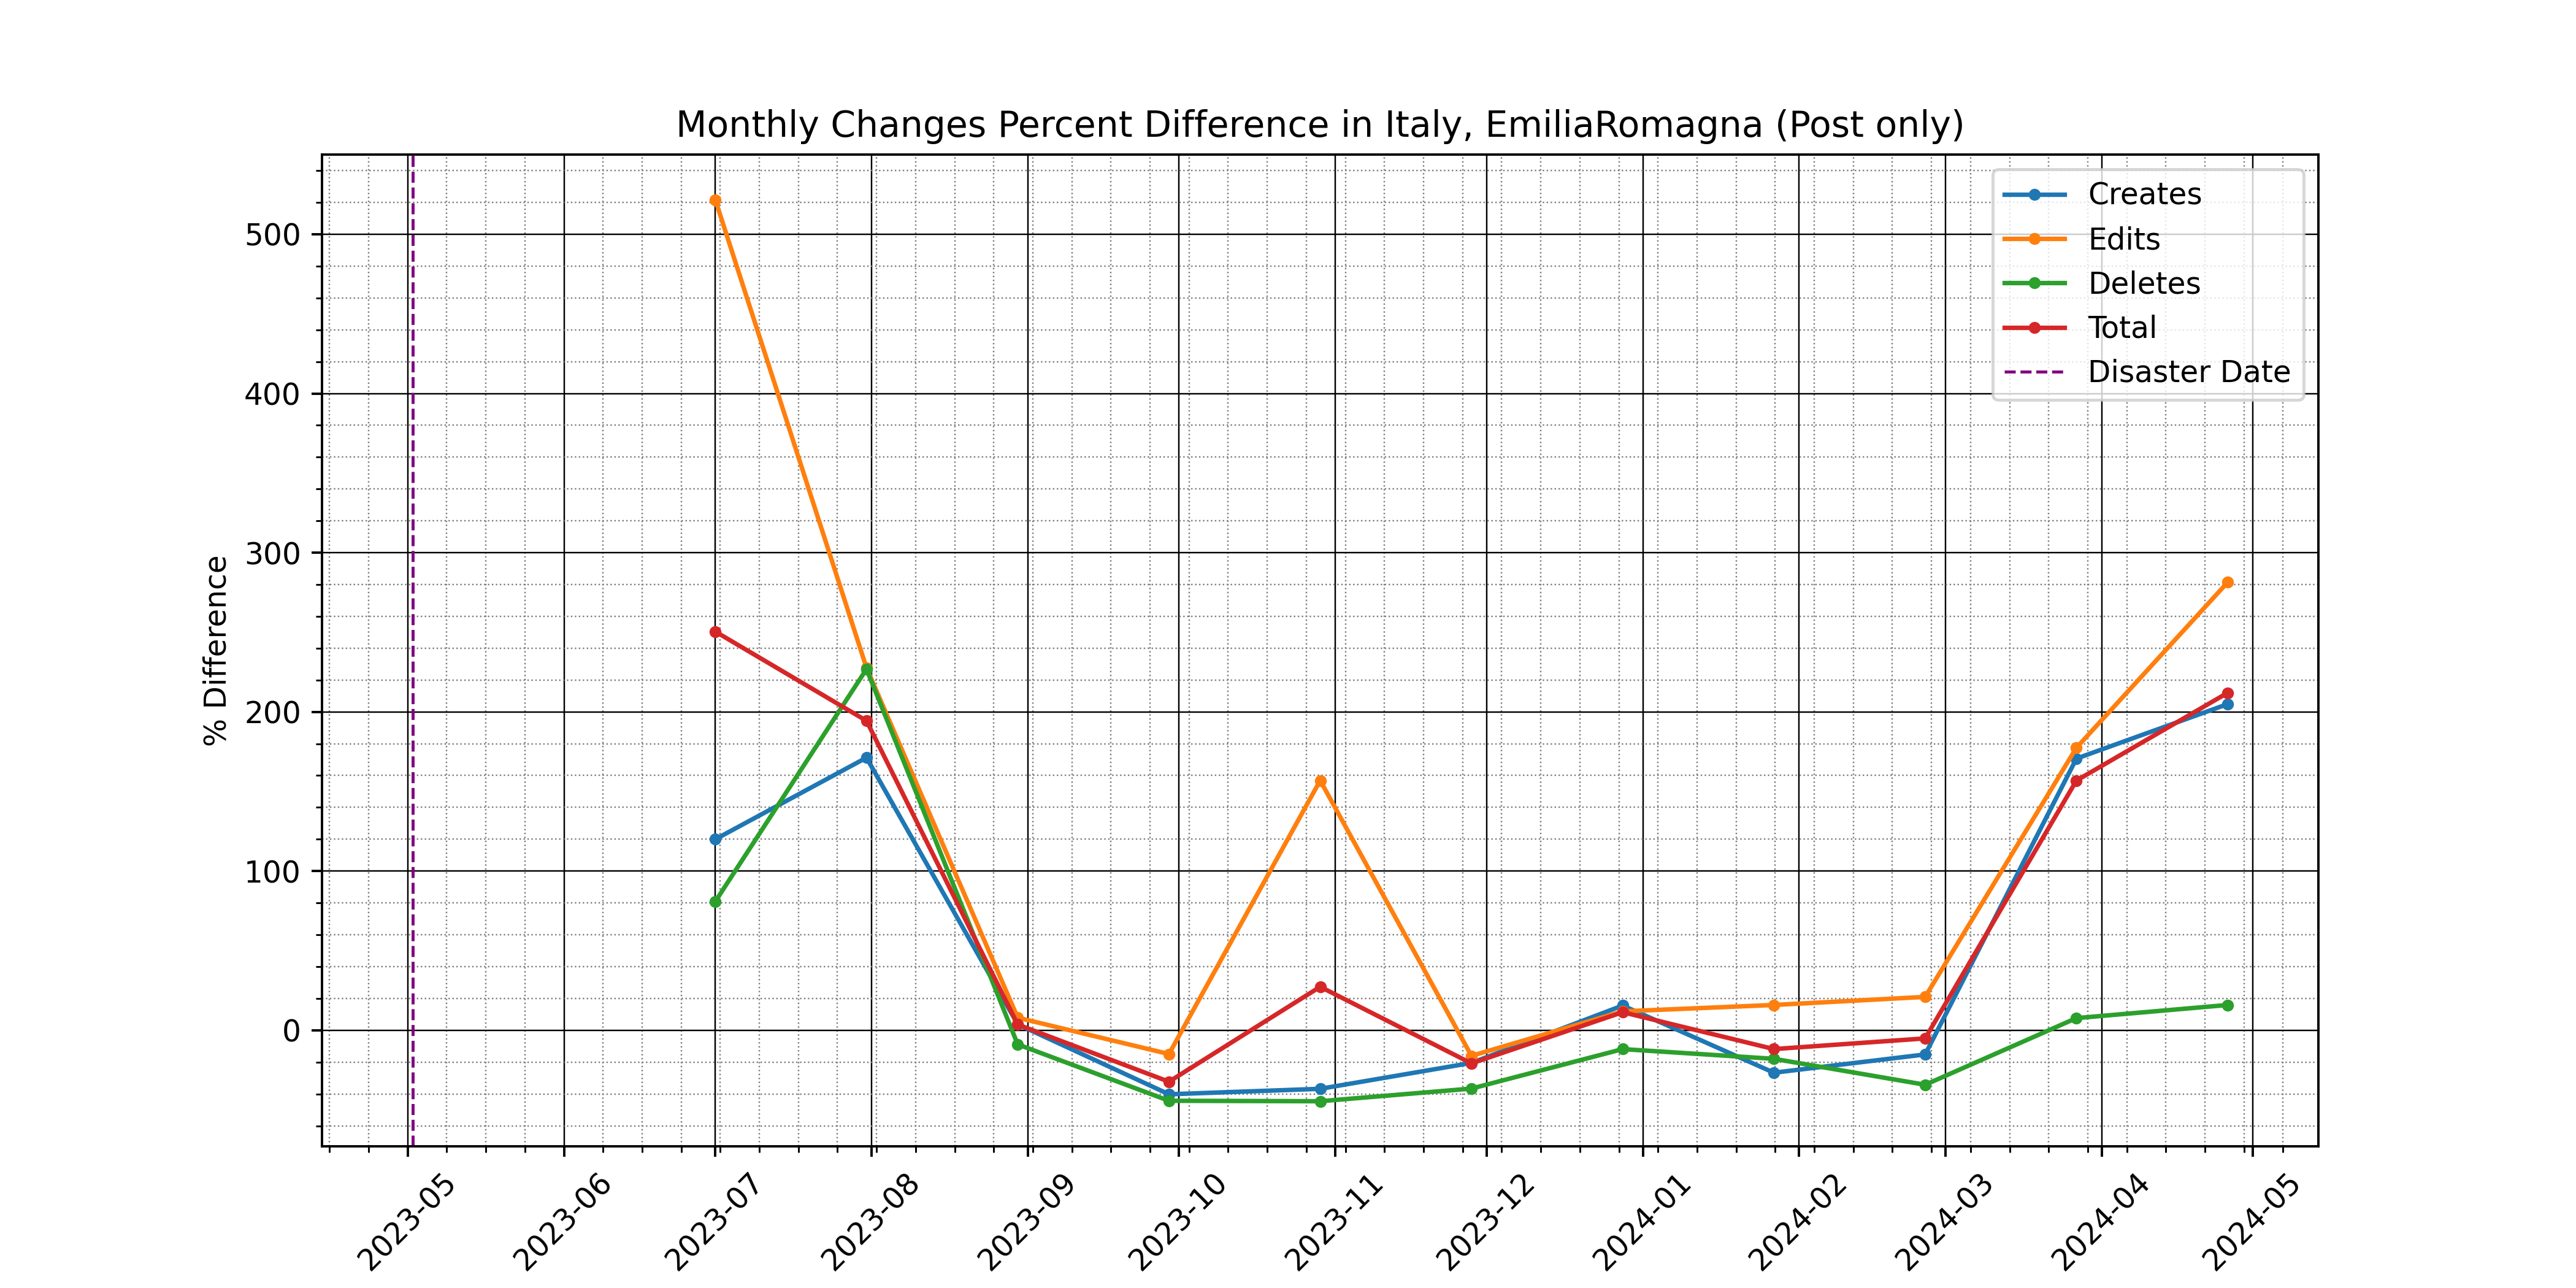 Monthly Changes Percent Difference in Italy, EmiliaRomagna (Post only)
% Difference
500
400
300
200
100
0
Creates
Edits
Deletes
Total
Disaster Date
2023-05
2023-06
2023-07
2023-08
2023-09
2023-10
2023-11
2023-12
2024-01
2024-02
2024-03
2024-04
2024-05